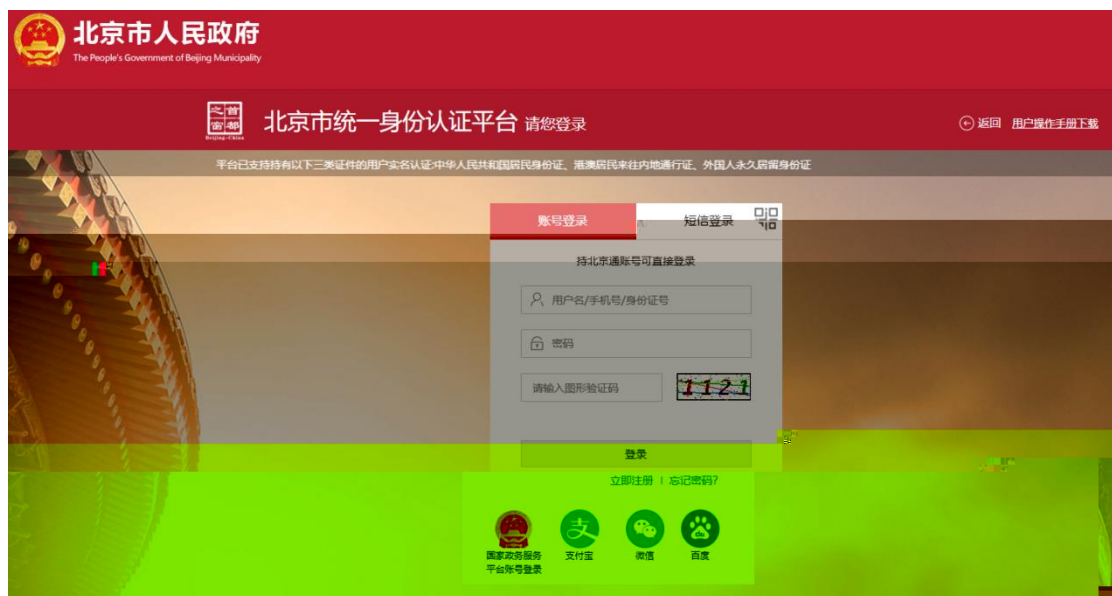 北京市人民政府
The People's Government of Beijing Municipality
首都之窗
Beijing-China
北京市统一身份认证平台 请您登录
返回 用户操作手册下载
平台已支持持有以下三类证件的用户实名认证:中华人民共和国居民身份证、港澳居民来往内地通行证、外国人永久居留身份证
账号登录 短信登录
持北京通账号可直接登录
用户名/手机号/身份证号
密码
请输入图形验证码 1121
登录
立即注册 | 忘记密码?
国家政务服务 支付宝 微信 百度
平台账号登录